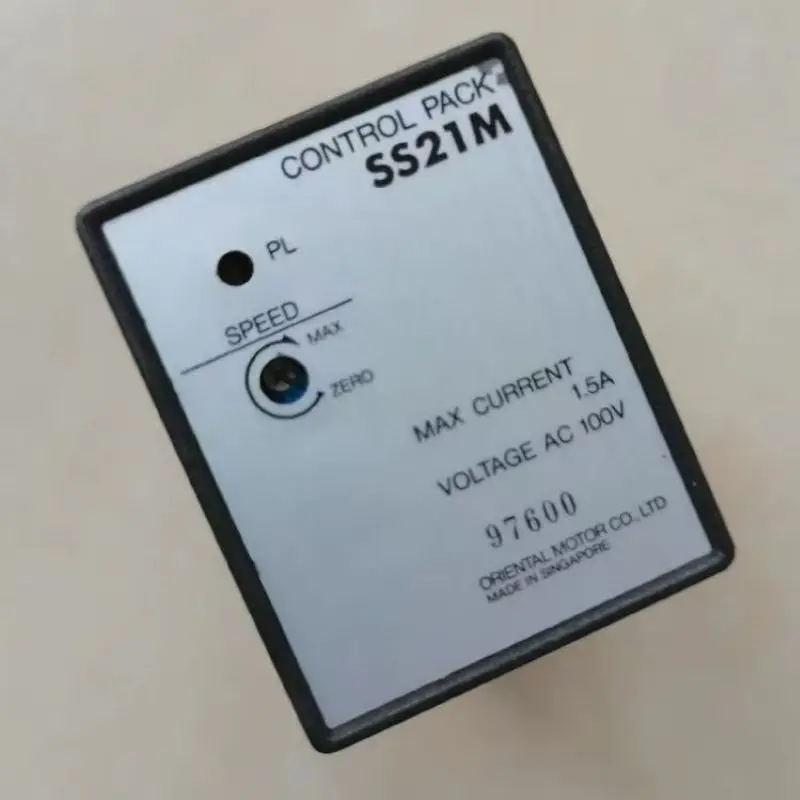 CONTROL PACK
SS21M
PL
SPEED
MAX
ZERO
MAX CURRENT
1.5A
VOLTAGE AC 100V
97600
ORIENTAL MOTOR CO., LTD
MADE IN SINGAPORE